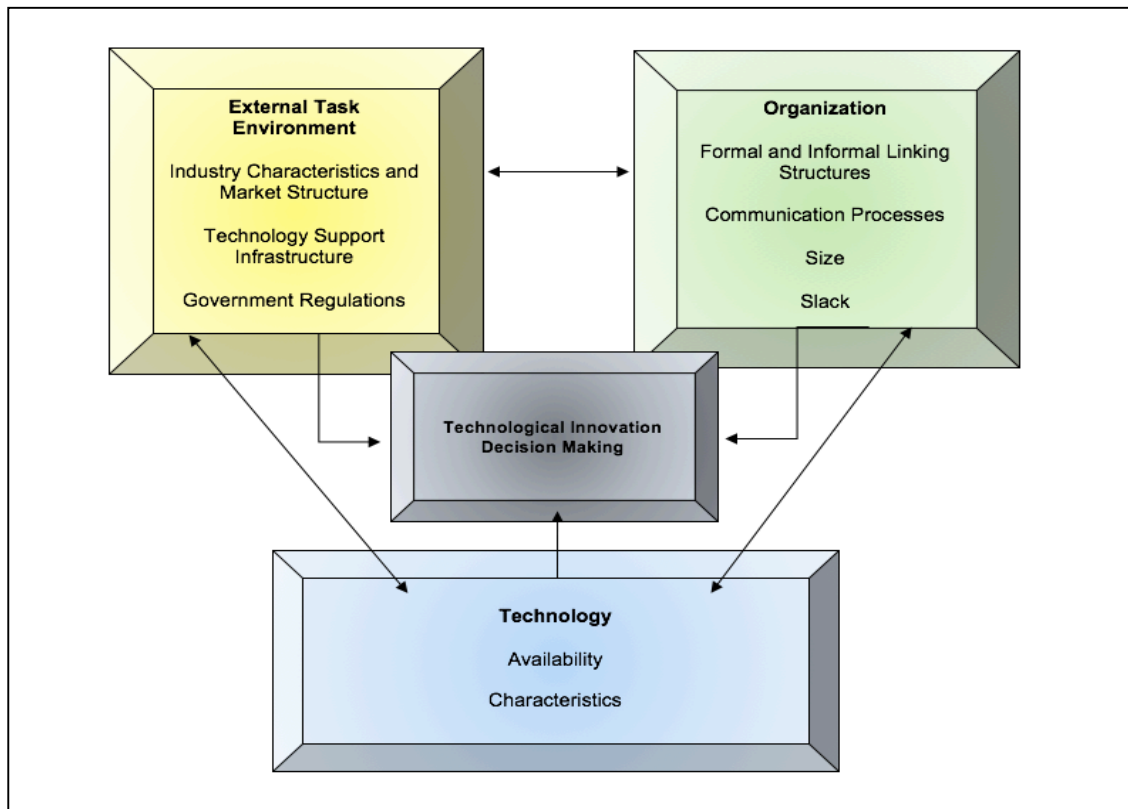 External Task
Environment
Industry Characteristics and
Market Structure
Technology Support
Infrastructure
Government Regulations
Organization
Formal and Informal Linking
Structures
Communication Processes
Size
Slack
Technological Innovation
Decision Making
Technology
Availability
Characteristics